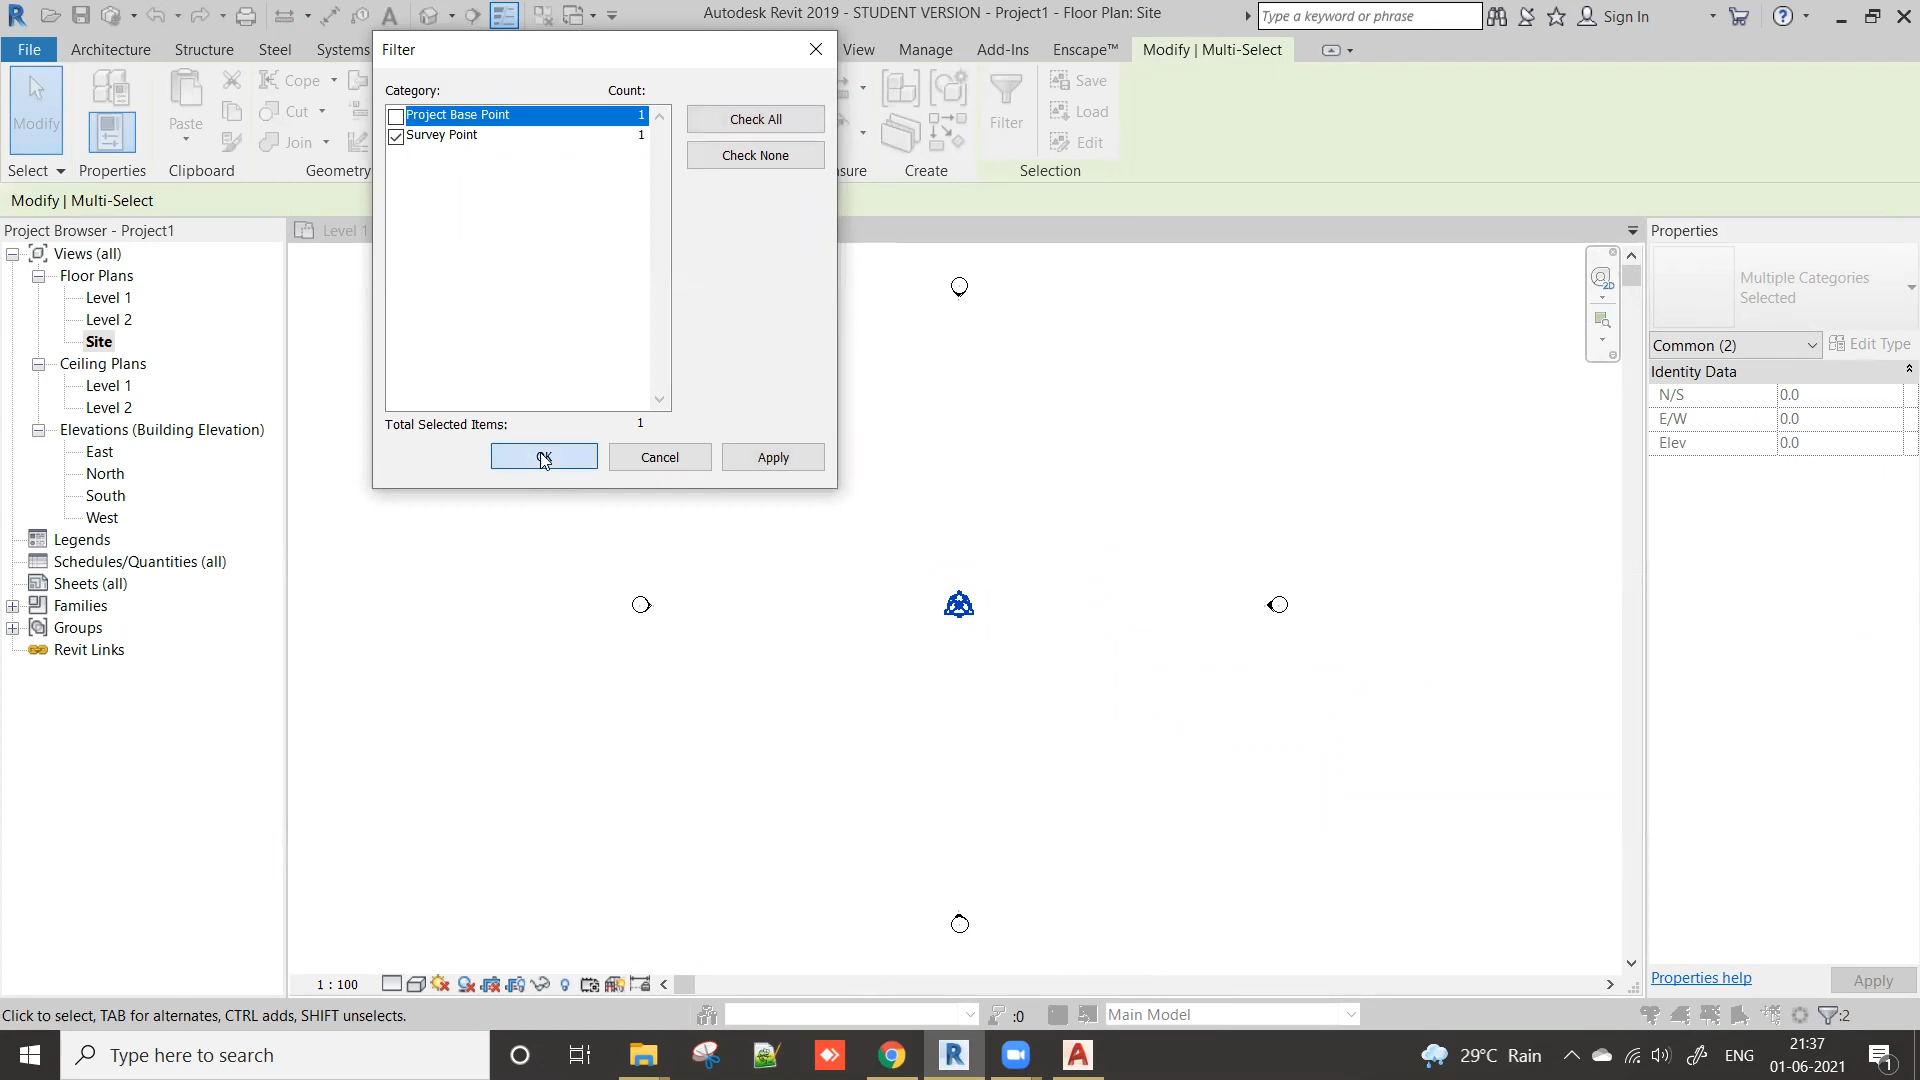 Autodesk Revit 2019 - STUDENT VERSION - Project1 - Floor Plan: Site
Type a keyword or phrase
Sign In
File
Architecture
Structure
Steel
Systems
View
Manage
Add-Ins
Enscape™
Modify | Multi-Select
Modify
Paste
Cope
Cut
Join
Filter
Save
Load
Edit
Select
Properties
Clipboard
Geometry
sure
Create
Selection
Modify | Multi-Select
Filter
Category:
Count:
Project Base Point 1
Survey Point 1
Check All
Check None
Total Selected Items: 1
OK
Cancel
Apply
Project Browser - Project1
Views (all)
Floor Plans
Level 1
Level 2
Site
Ceiling Plans
Level 1
Level 2
Elevations (Building Elevation)
East
North
South
West
Legends
Schedules/Quantities (all)
Sheets (all)
Families
Groups
Revit Links
Level 1
2D
Properties
Multiple Categories
Selected
Common (2)
Edit Type
Identity Data
N/S 0.0
E/W 0.0
Elev 0.0
Properties help
Apply
1 : 100
Click to select, TAB for alternates, CTRL adds, SHIFT unselects.
:0
Main Model
:2
Type here to search
29°C Rain
ENG
21:37
01-06-2021
1